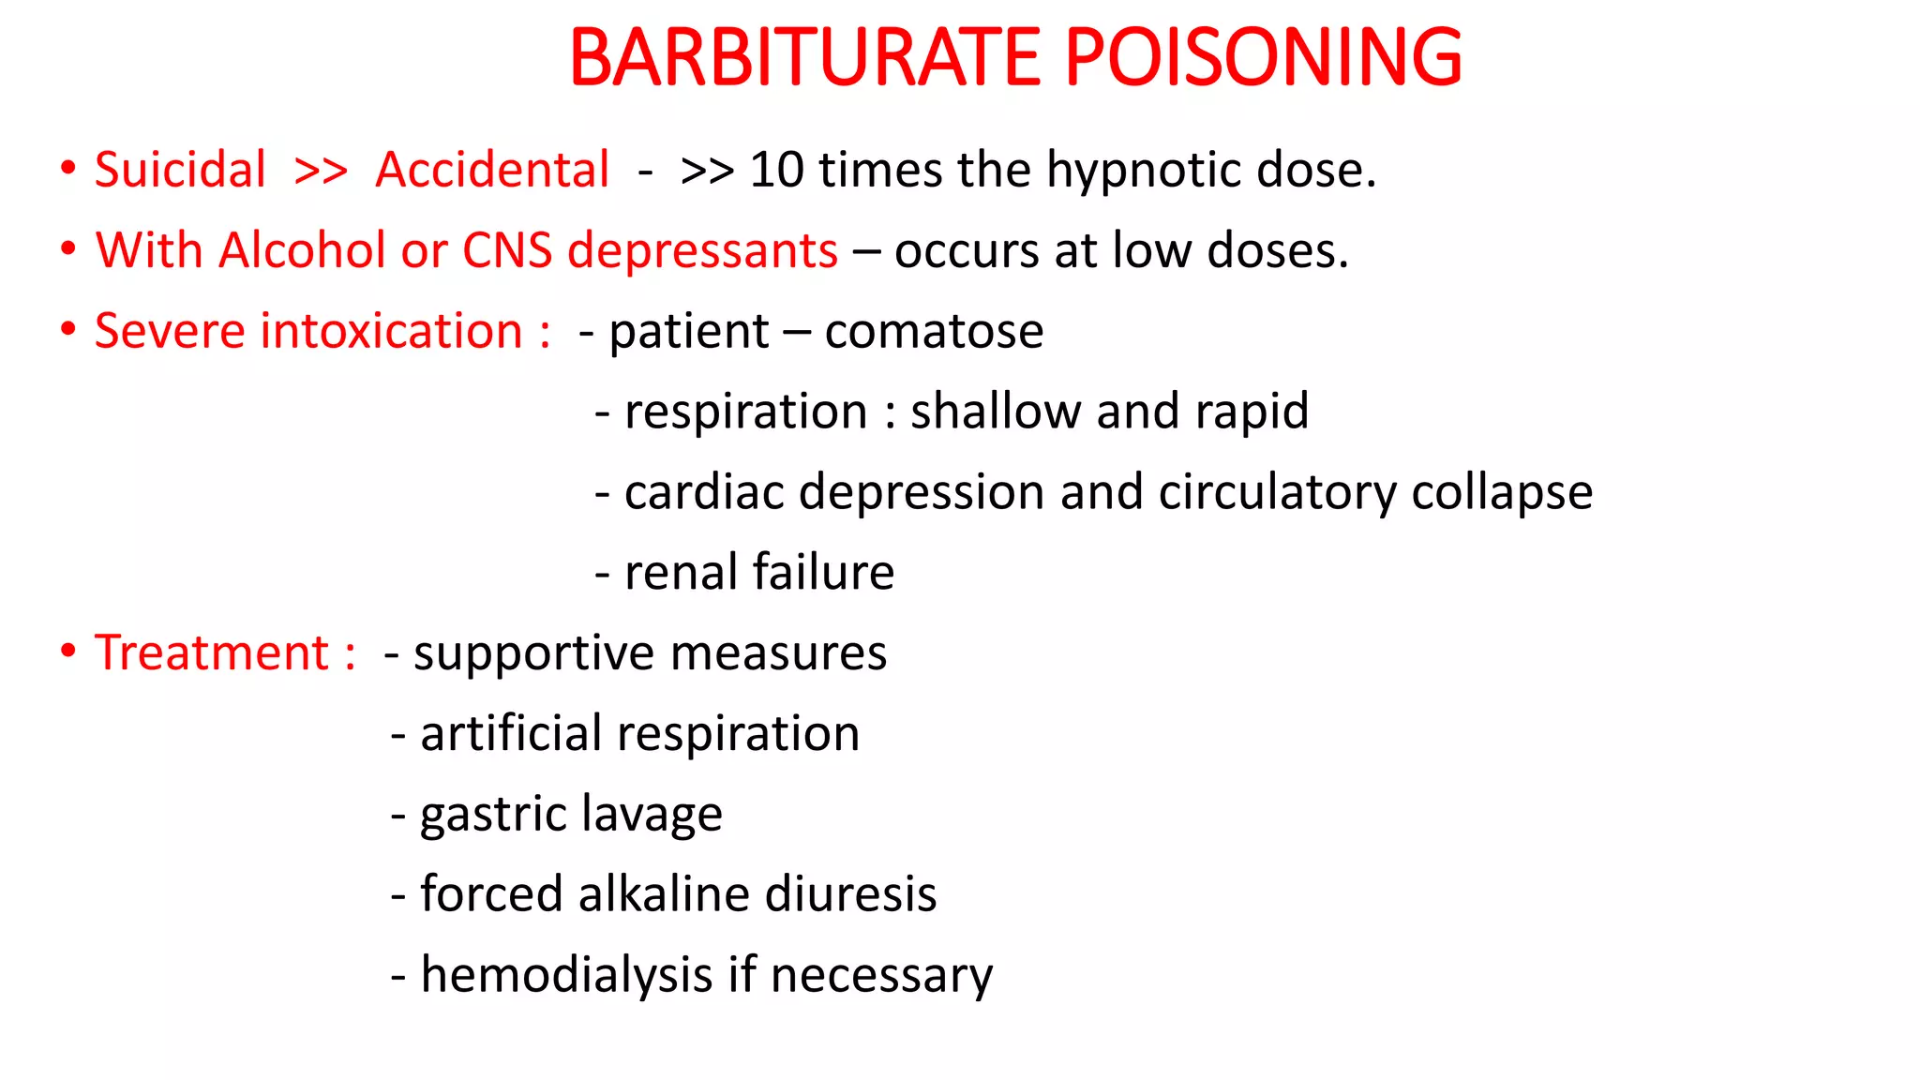 BARBITURATE POISONING
• Suicidal >> Accidental - >> 10 times the hypnotic dose.
• With Alcohol or CNS depressants – occurs at low doses.
• Severe intoxication : - patient – comatose
- respiration : shallow and rapid
- cardiac depression and circulatory collapse
- renal failure
• Treatment : - supportive measures
- artificial respiration
- gastric lavage
- forced alkaline diuresis
- hemodialysis if necessary